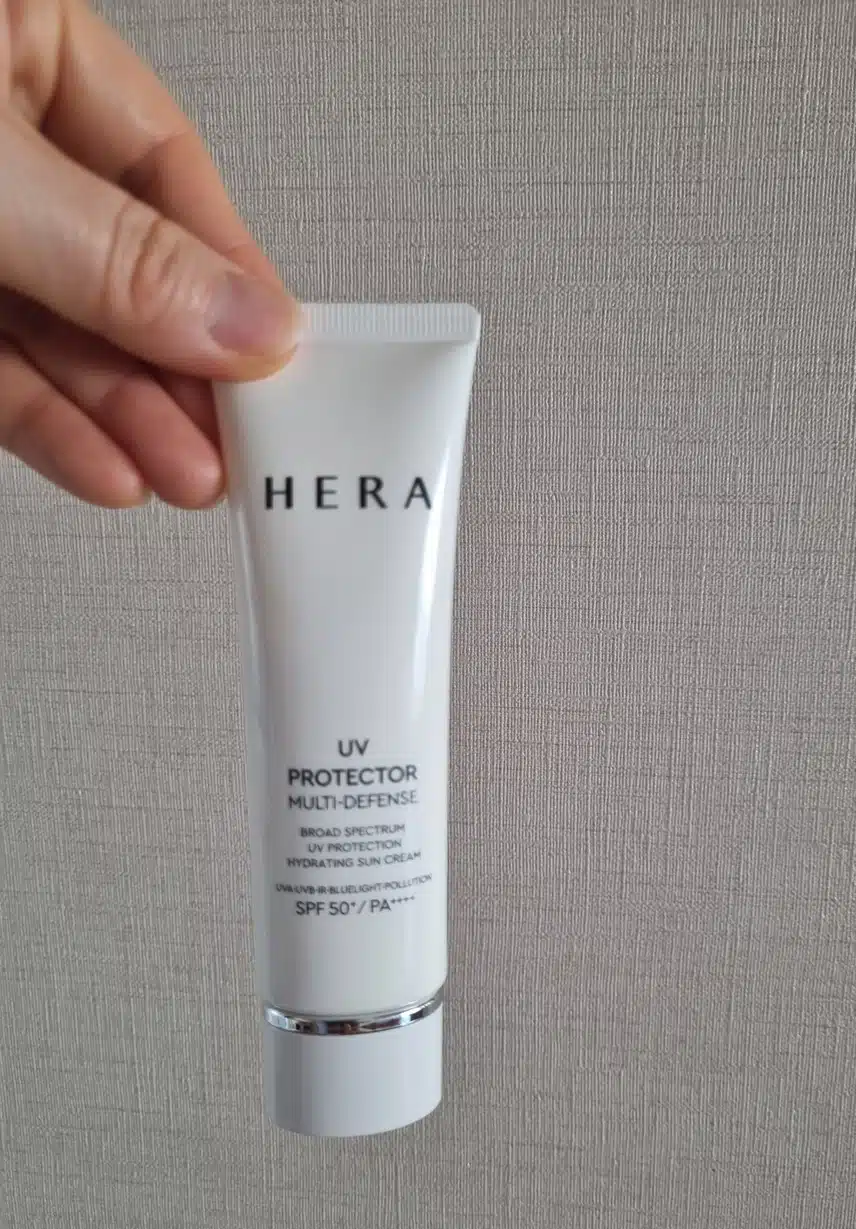 HERA
UV
PROTECTOR
MULTI-DEFENSE
BROAD SPECTRUM
UV PROTECTION
HYDRATING SUN CREAM
UVA·UVB·IR·BLUELIGHT·POLLUTION
SPF 50+/ PA++++